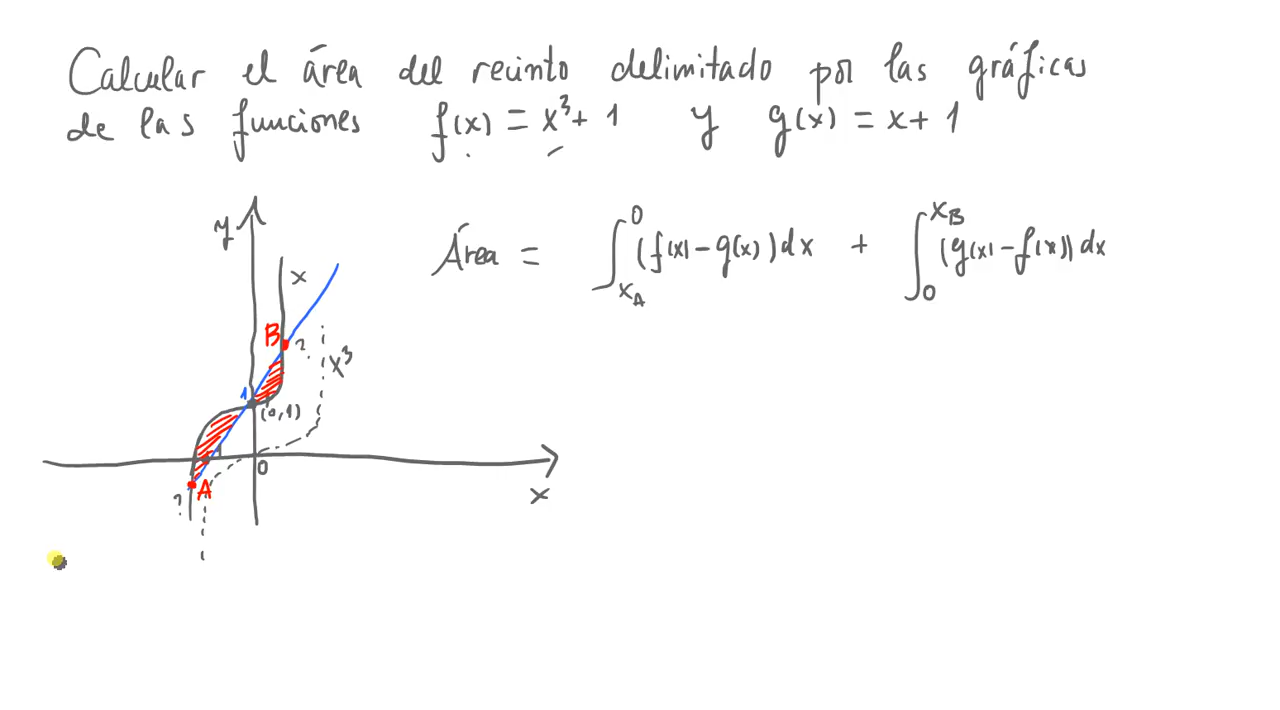 Calcular el área del recinto delimitado por las gráficas
de las funciones f(x) = x³ + 1 y g(x) = x + 1
y
Área = ∫_{x_A}^{0} (f(x) - g(x)) dx + ∫_{0}^{x_B} (g(x) - f(x)) dx
x
B ?
x³
1 (0,1)
0
A
?
x